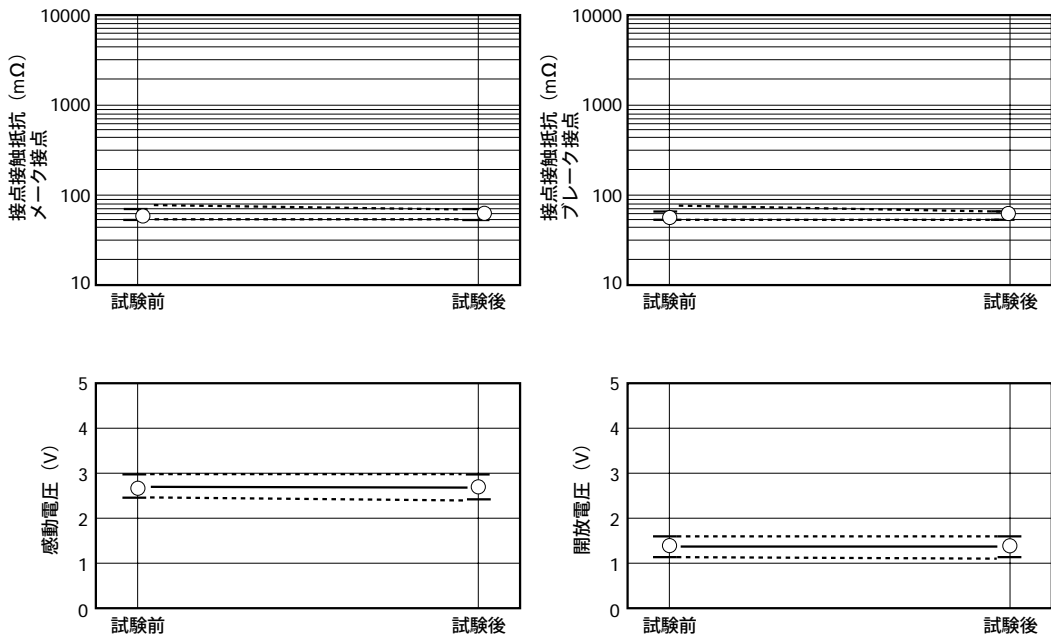 接点接触抵抗 (mΩ)
メーク接点
10000
1000
100
10
試験前
試験後
接点接触抵抗 (mΩ)
ブレーク接点
10000
1000
100
10
試験前
試験後
感動電圧 (V)
5
4
3
2
1
0
試験前
試験後
開放電圧 (V)
5
4
3
2
1
0
試験前
試験後